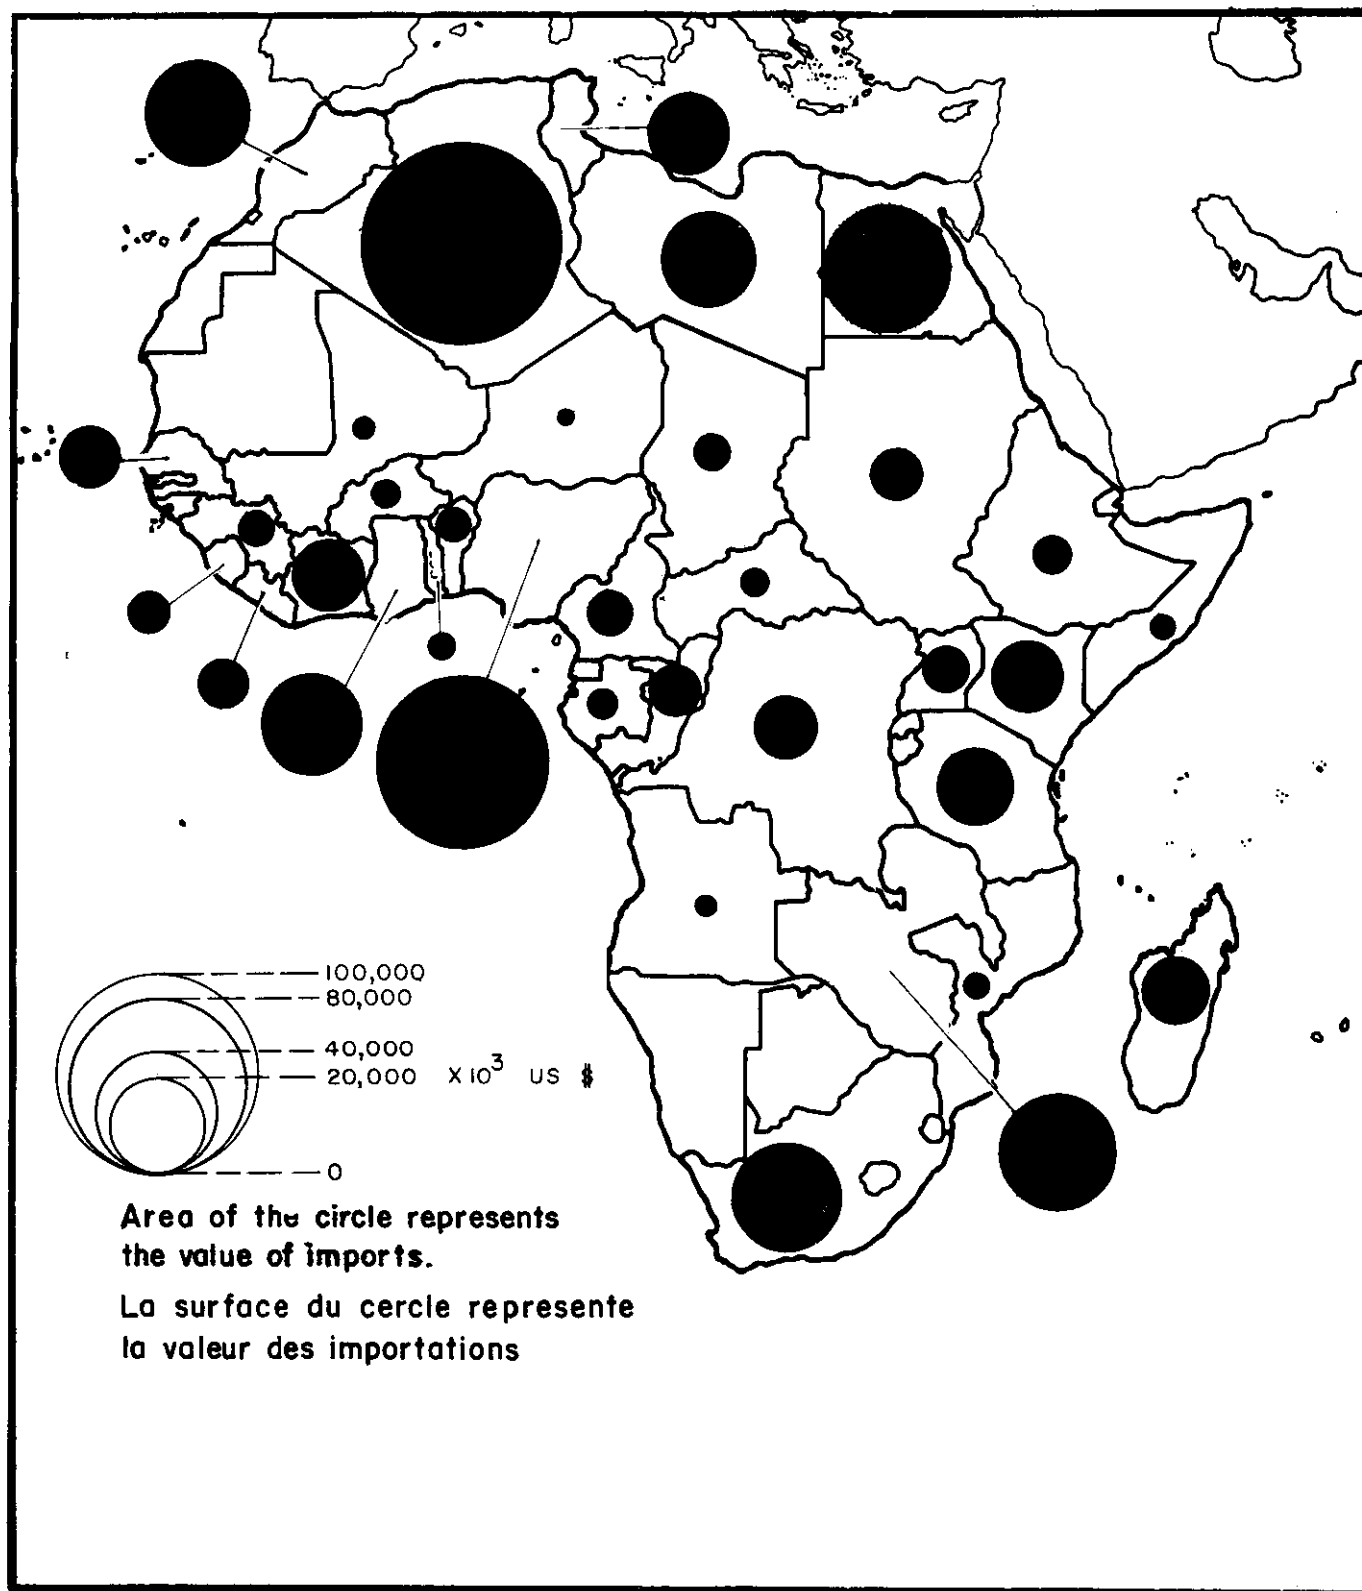 100,000
80,000
40,000
20,000 X10³ US $
0
Area of the circle represents
the value of imports.
La surface du cercle represente
la valeur des importations